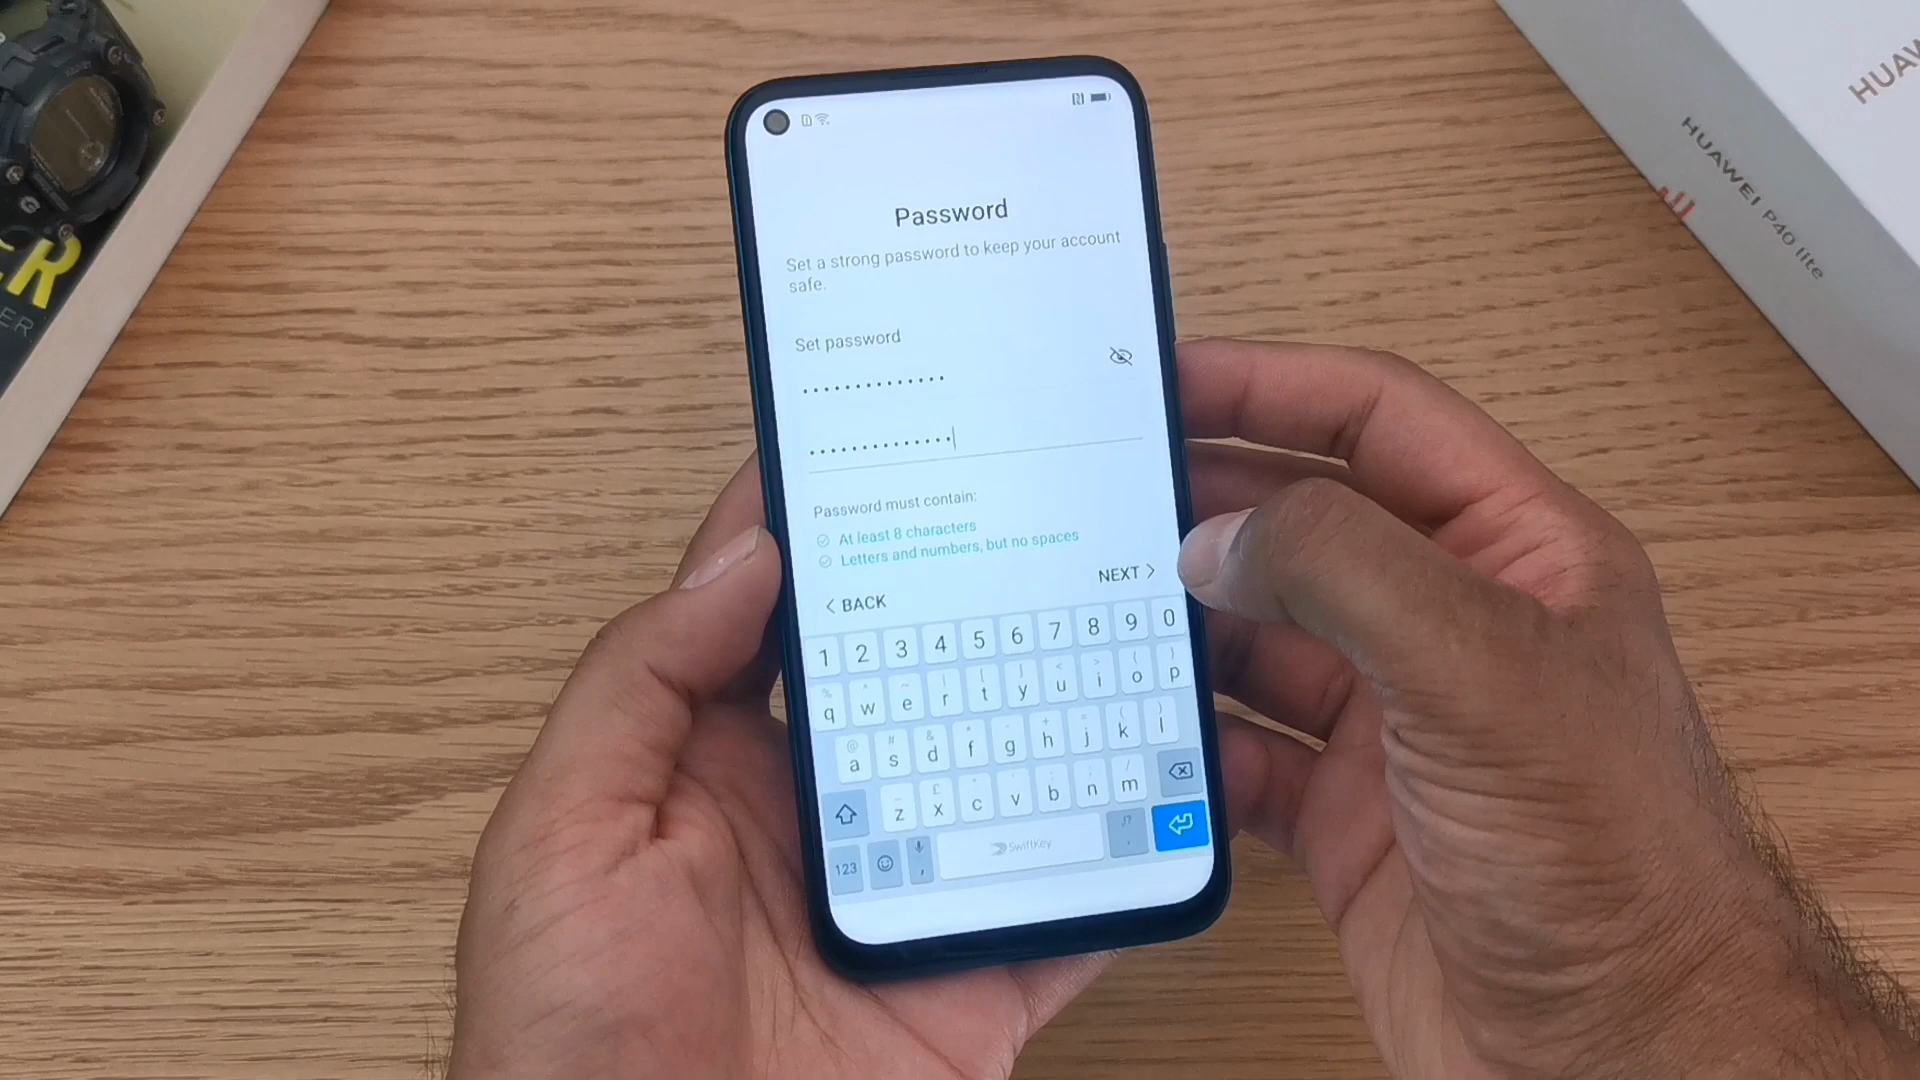 Password
Set a strong password to keep your account
safe.
Set password
••••••••••••••
••••••••••••••
Password must contain:
At least 8 characters
Letters and numbers, but no spaces
NEXT >
< BACK
1 2 3 4 5 6 7 8 9 0
q w e r t y u i o p
a s d f g h j k l
z x c v b n m
123 , SwiftKey .
HUAWEI P40 lite
HUAW
R
ER